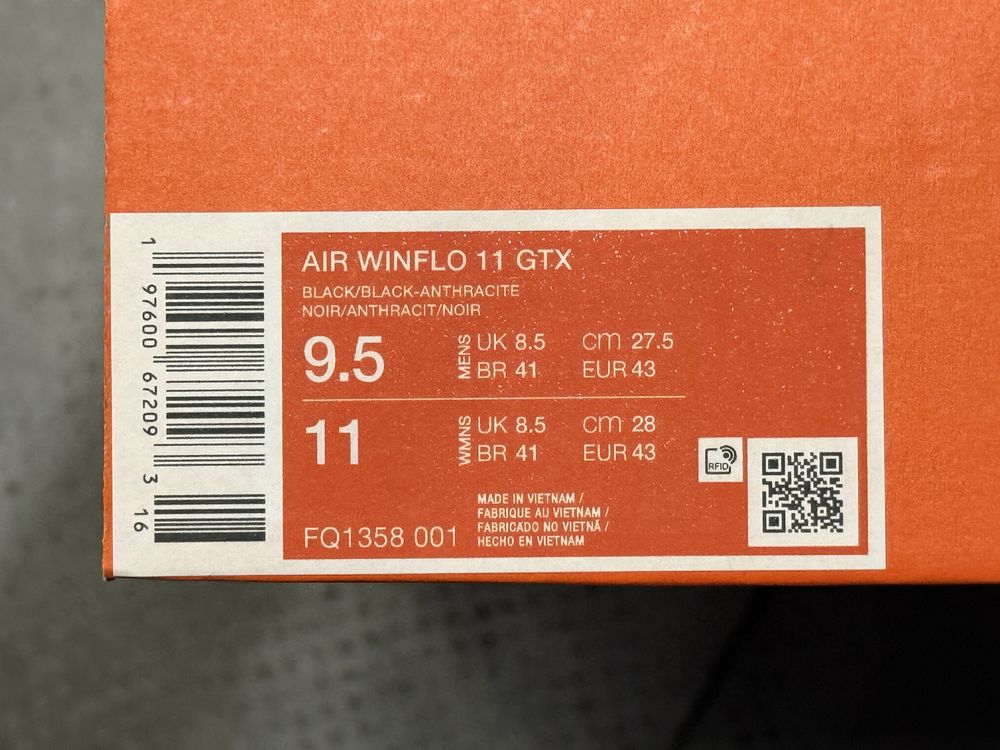 1 97600 67209 3 16
AIR WINFLO 11 GTX
BLACK/BLACK-ANTHRACITE
NOIR/ANTHRACIT/NOIR
9.5 MENS UK 8.5 cm 27.5
BR 41 EUR 43
11 WMNS UK 8.5 cm 28
BR 41 EUR 43
RFID
MADE IN VIETNAM /
FABRIQUE AU VIETNAM /
FABRICADO NO VIETNÃ /
HECHO EN VIETNAM
FQ1358 001